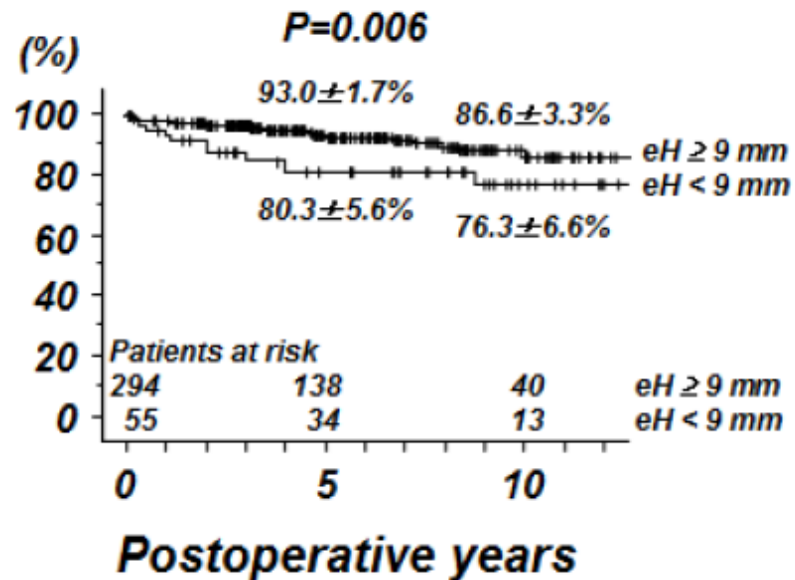 P=0.006
(%)
93.0±1.7%
86.6±3.3%
100
eH ≥ 9 mm
eH < 9 mm
80
80.3±5.6%
76.3±6.6%
60
40
Patients at risk
20
294 138 40 eH ≥ 9 mm
0
55 34 13 eH < 9 mm
0 5 10
Postoperative years